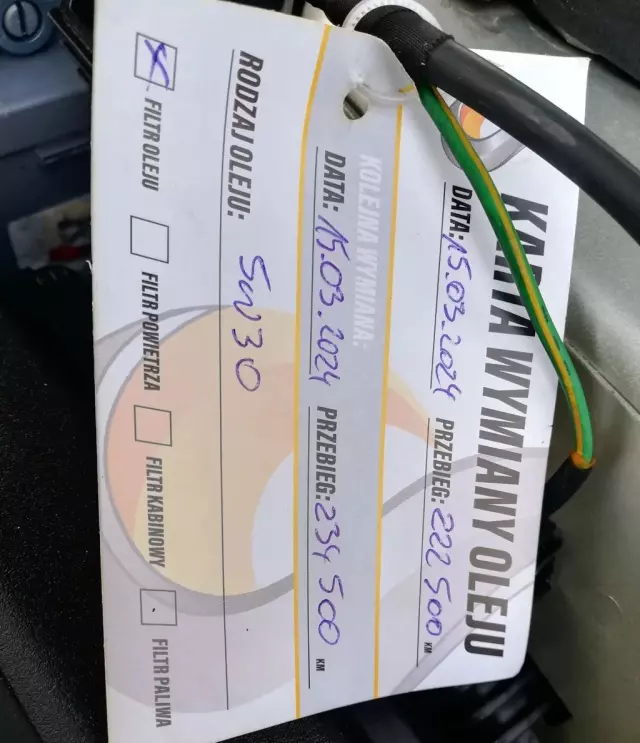 KARTA WYMIANY OLEJU
DATA: 15.03.2024 PRZEBIEG: 222 500 KM
KOLEJNA WYMIANA:
DATA: 15.03.2024 PRZEBIEG: 234 500 KM
RODZAJ OLEJU: 5W30
FILTR OLEJU FILTR POWIETRZA FILTR KABINOWY FILTR PALIWA